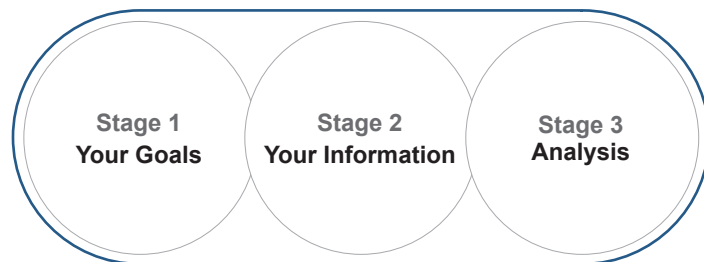 Stage 1
Your Goals
Stage 2
Your Information
Stage 3
Analysis